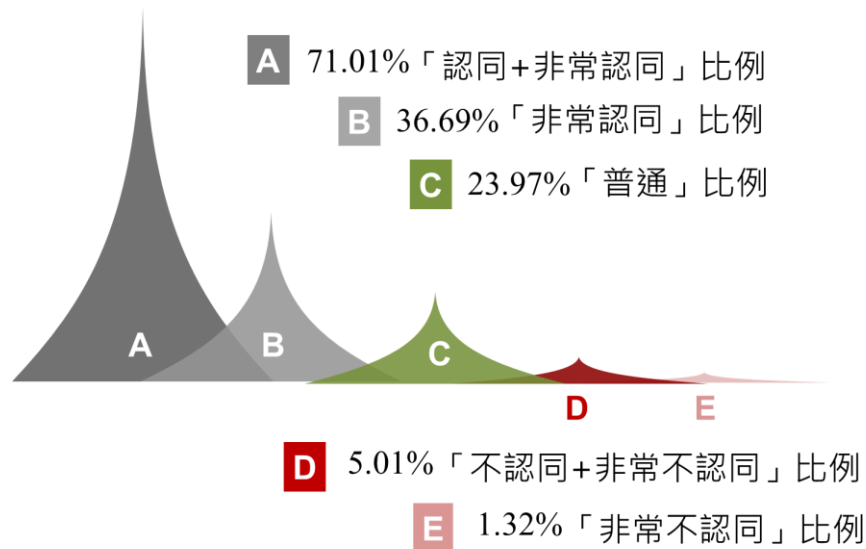 A 71.01%「認同+非常認同」比例
B 36.69%「非常認同」比例
C 23.97%「普通」比例
A
B
C
D
E
D 5.01%「不認同+非常不認同」比例
E 1.32%「非常不認同」比例